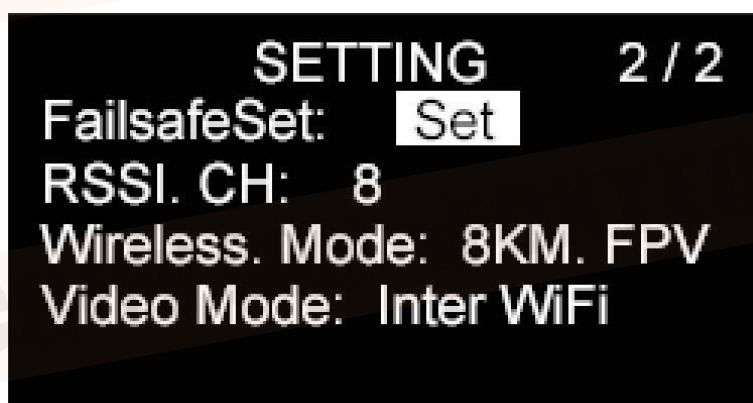 SETTING 2 / 2
FailsafeSet: Set
RSSI. CH: 8
Wireless. Mode: 8KM. FPV
Video Mode: Inter WiFi